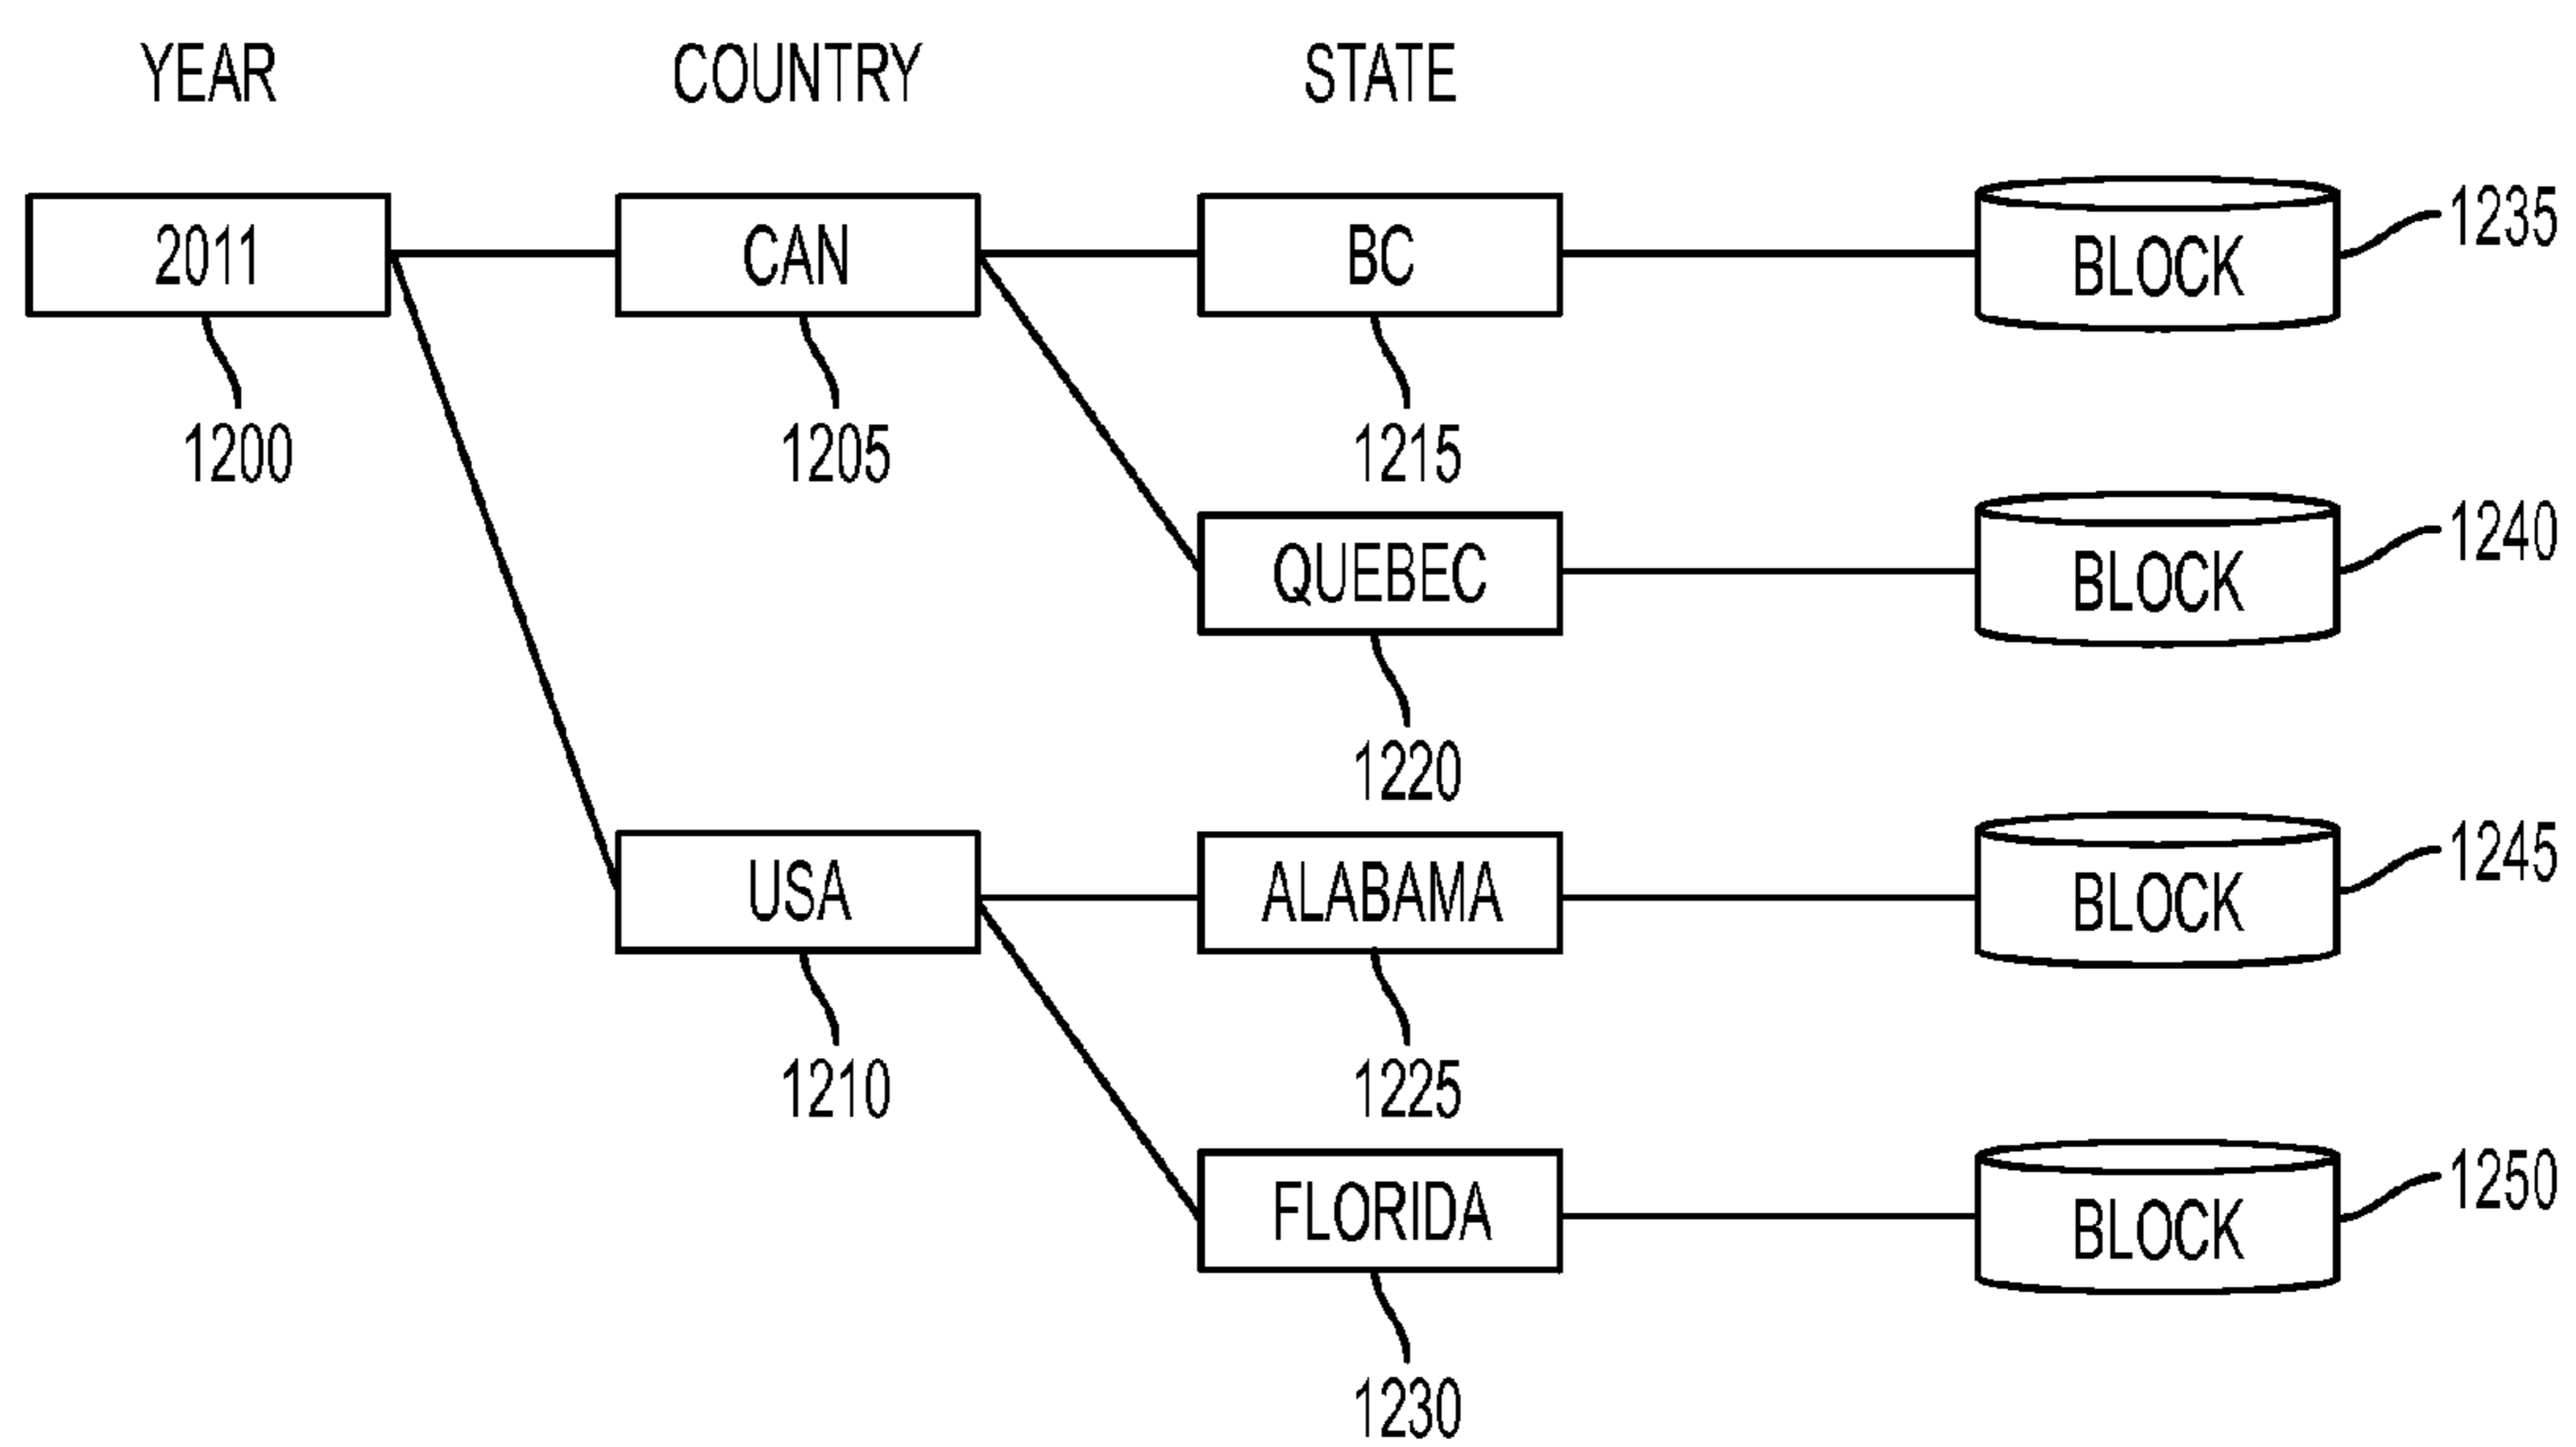 YEAR COUNTRY STATE
2011 CAN BC BLOCK 1235
1200 1205 1215
QUEBEC BLOCK 1240
1220
USA ALABAMA BLOCK 1245
1210 1225
FLORIDA BLOCK 1250
1230